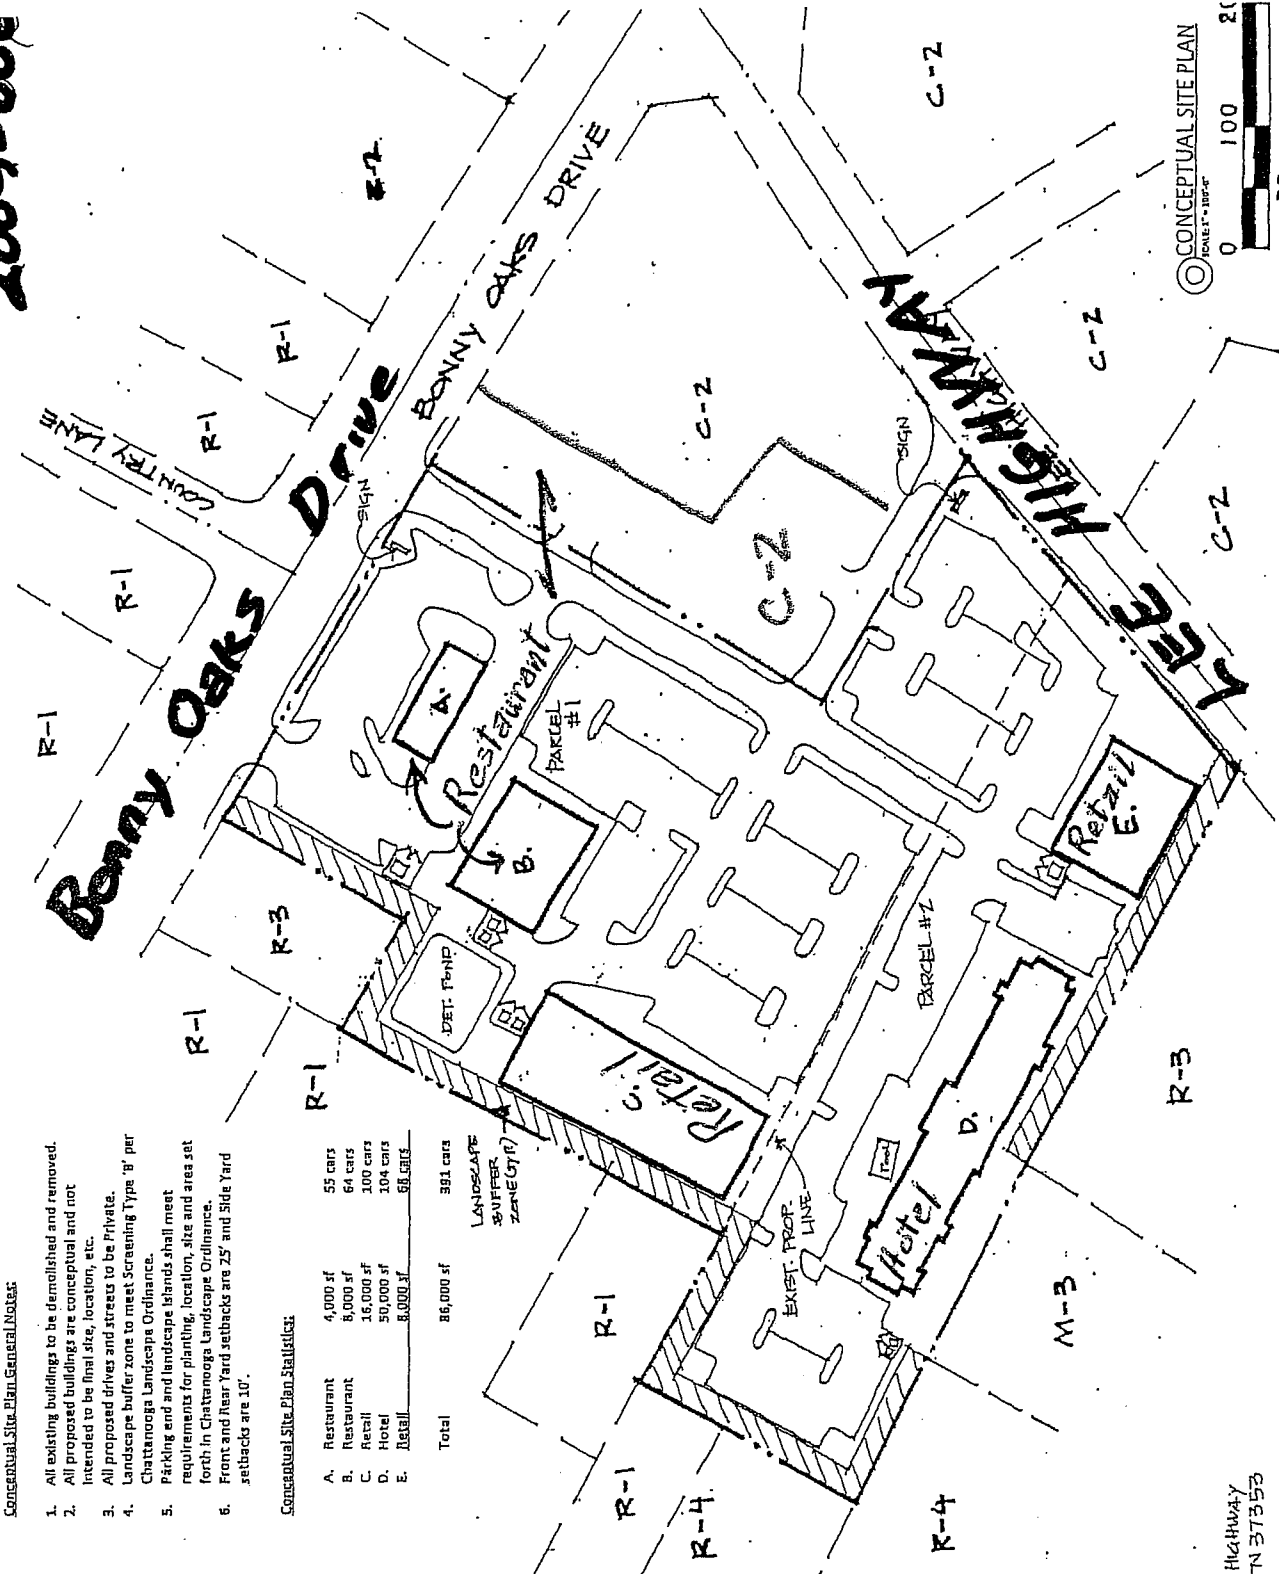 Conceptual Site Plan General Notes:
1. All existing buildings to be demolished and removed.
2. All proposed buildings are conceptual and not
intended to be final size, location, etc.
3. All proposed drives and streets to be Private.
4. Landscape buffer zone to meet Screening Type 'B' per
Chattanooga Landscape Ordinance.
5. Parking end and landscape islands shall meet
requirements for planting, location, size and area set
forth in Chattanooga Landscape Ordinance.
6. Front and Rear Yard setbacks are 25' and Side Yard
setbacks are 10'.
Conceptual Site Plan Statistics:
A. Restaurant 4,000 sf 55 cars
B. Restaurant 8,000 sf 64 cars
C. Retail 16,000 sf 100 cars
D. Hotel 50,000 sf 104 cars
E. Retail 8,000 sf 68 cars
Total 86,000 sf 391 cars
LANDSCAPE
BUFFER
ZONE (TYP.)
Bonny Oaks Drive
BONNY OAKS DRIVE
COUNTRY LANE
SIGN
R-1
R-1
R-1
R-1
R-3
R-1
R-1
R-1
R-1
R-4
R-4
M-3
R-3
C-2
C-2
C-2
C-2
C-2
A.
Restaurant
B.
PARCEL
#1
DET. POND
C.
Retail
EXIST. PROP.
LINE
PARCEL #2
Pool
D.
Hotel
Retail
E.
SIGN
LEE HIGHWAY
CONCEPTUAL SITE PLAN
SCALE: 1" = 100'-0"
0 100
HIGHWAY
TN 37353